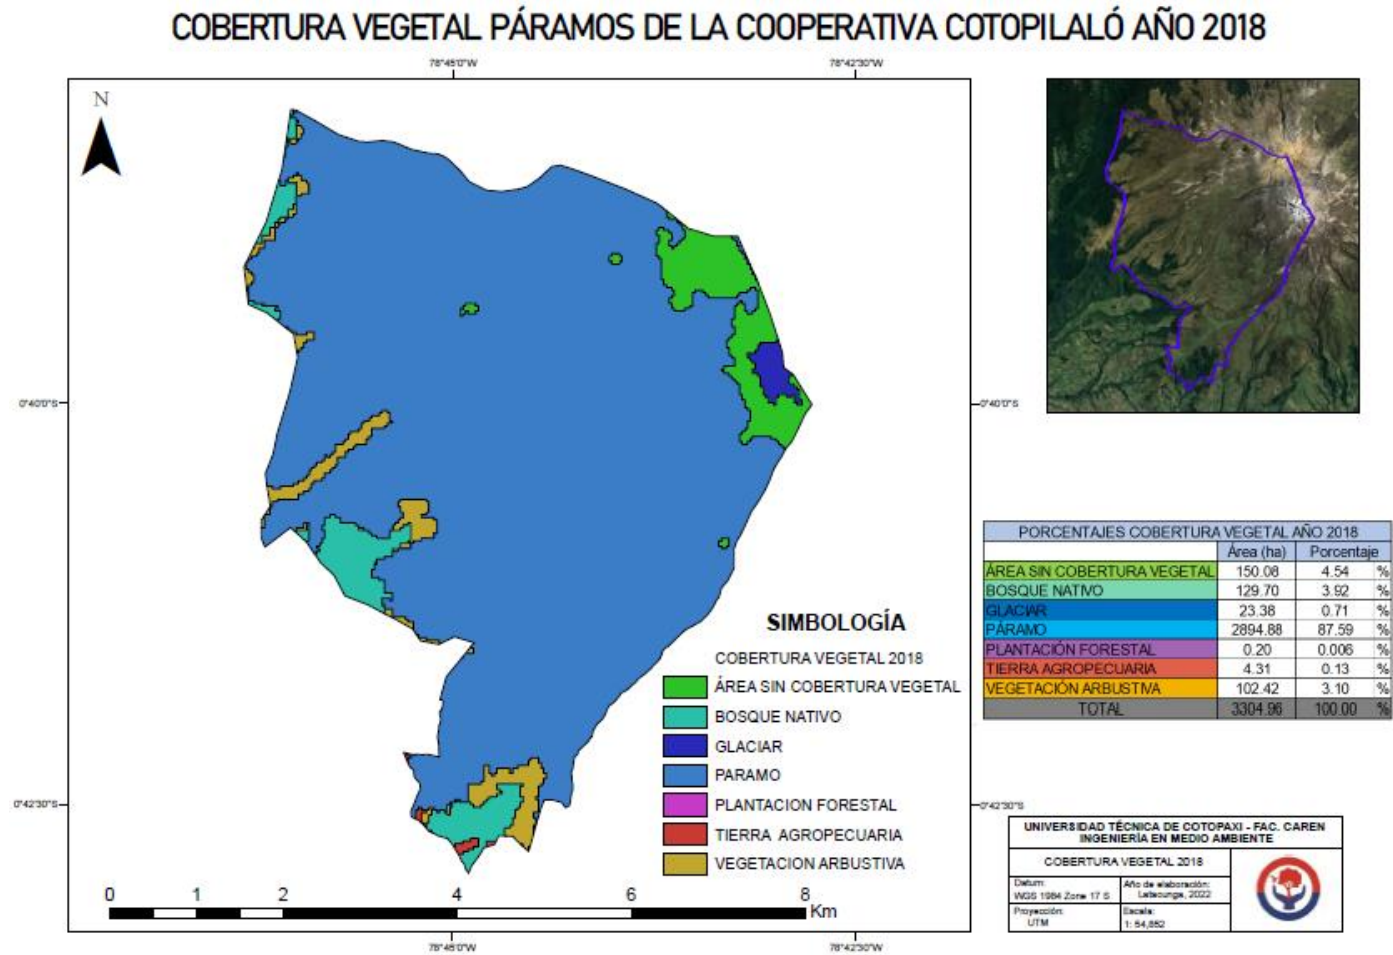 COBERTURA VEGETAL PÁRAMOS DE LA COOPERATIVA COTOPILALÓ AÑO 2018
78°45'0"W 78°42'30"W
N
0°40'0"S 0°40'0"S
PORCENTAJES COBERTURA VEGETAL AÑO 2018
Área (ha) Porcentaje
ÁREA SIN COBERTURA VEGETAL 150.08 4.54 %
BOSQUE NATIVO 129.70 3.92 %
GLACIAR 23.38 0.71 %
PÁRAMO 2894.88 87.59 %
PLANTACIÓN FORESTAL 0.20 0.006 %
TIERRA AGROPECUARIA 4.31 0.13 %
VEGETACIÓN ARBUSTIVA 102.42 3.10 %
TOTAL 3304.96 100.00 %
SIMBOLOGÍA
COBERTURA VEGETAL 2018
ÁREA SIN COBERTURA VEGETAL
BOSQUE NATIVO
GLACIAR
PARAMO
PLANTACION FORESTAL
TIERRA AGROPECUARIA
VEGETACION ARBUSTIVA
0°42'30"S 0°42'30"S
0 1 2 4 6 8 Km
78°45'0"W 78°42'30"W
UNIVERSIDAD TÉCNICA DE COTOPAXI - FAC. CAREN
INGENIERÍA EN MEDIO AMBIENTE
COBERTURA VEGETAL 2018
Datum:
WGS 1984 Zone 17 S
Año de elaboración:
Latacunga, 2022
Proyección:
UTM
Escala:
1: 54,852